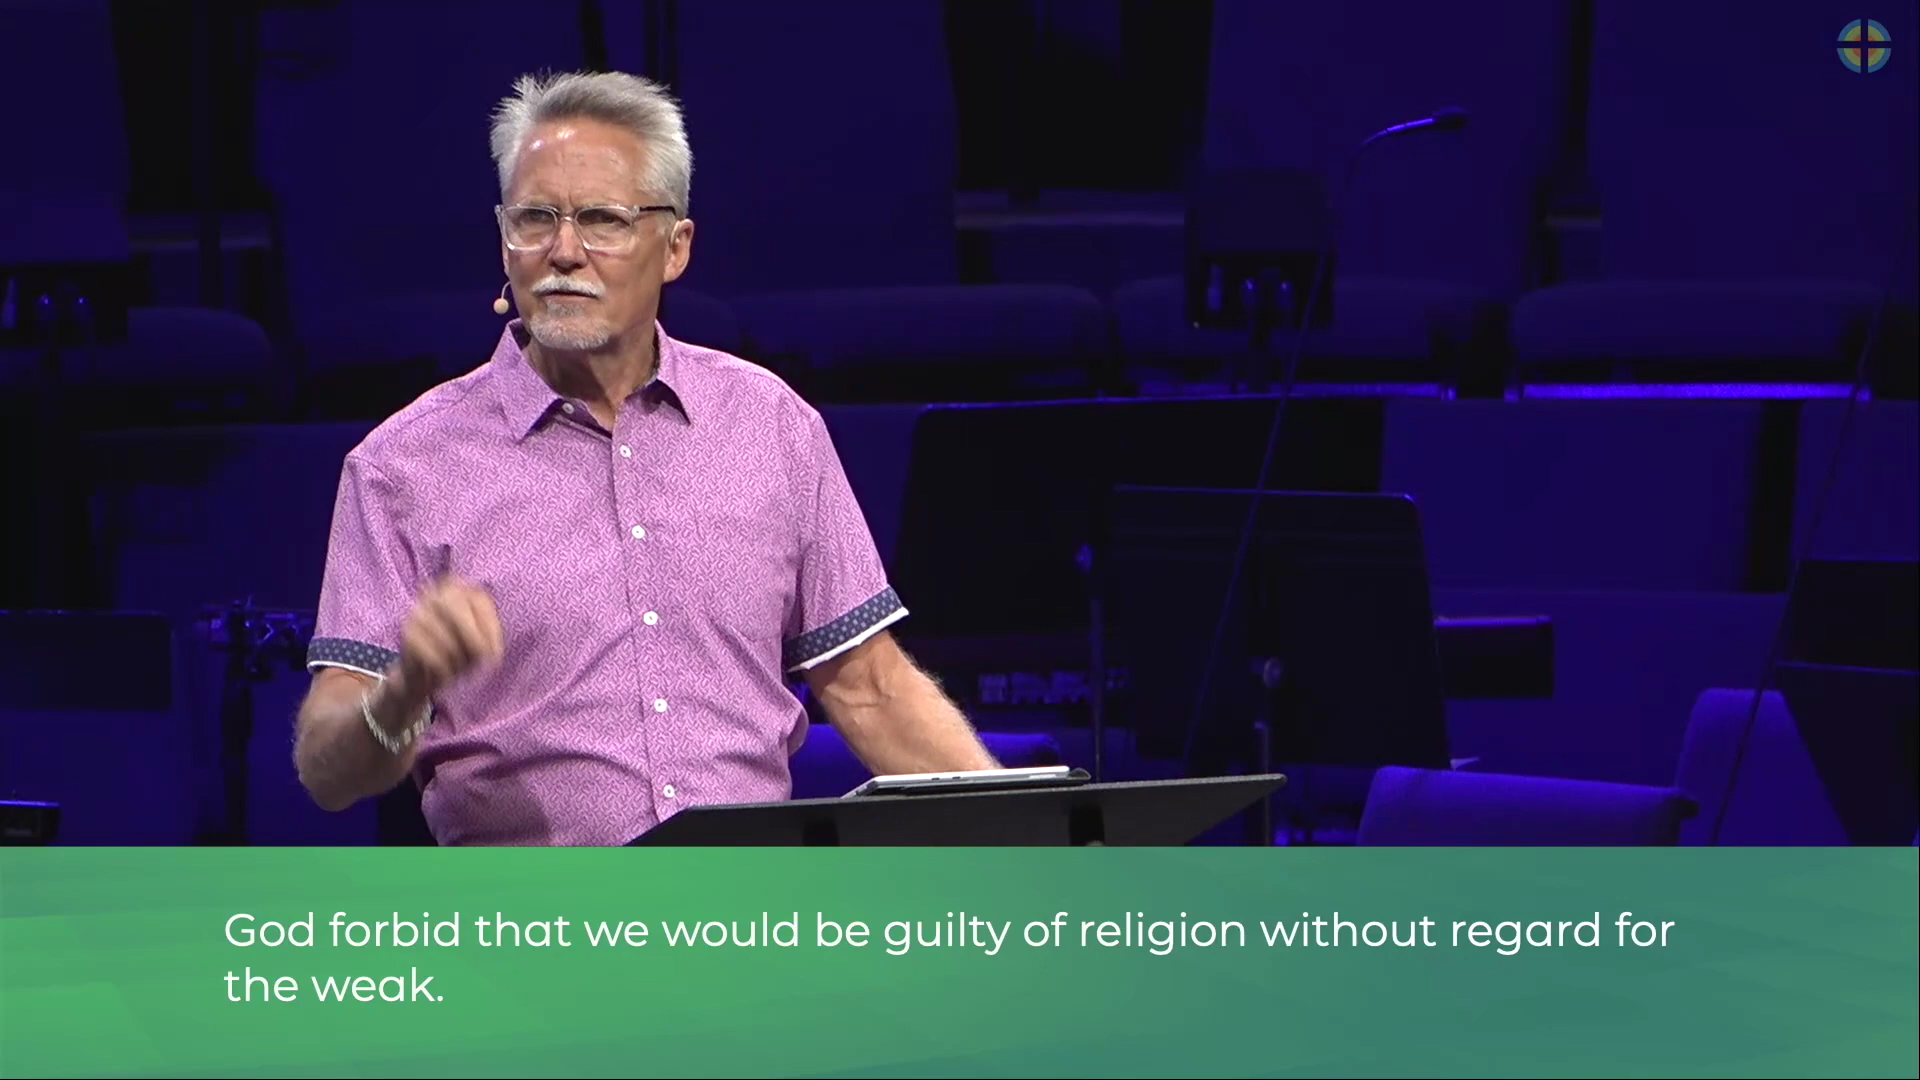 God forbid that we would be guilty of religion without regard for
the weak.